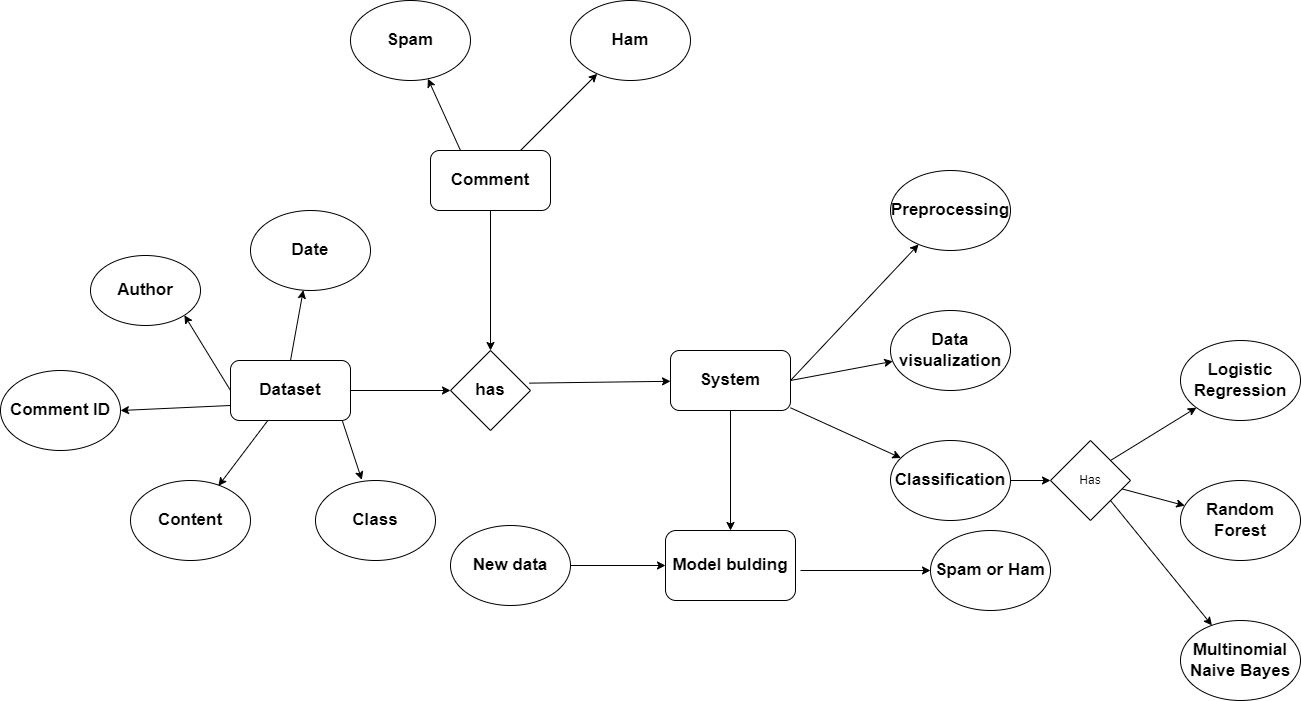 Spam
Ham
Comment
Preprocessing
Date
Author
Data
visualization
Logistic
Regression
System
Dataset
has
Comment ID
Classification
Has
Content
Class
Random
Forest
New data
Model bulding
Spam or Ham
Multinomial
Naive Bayes